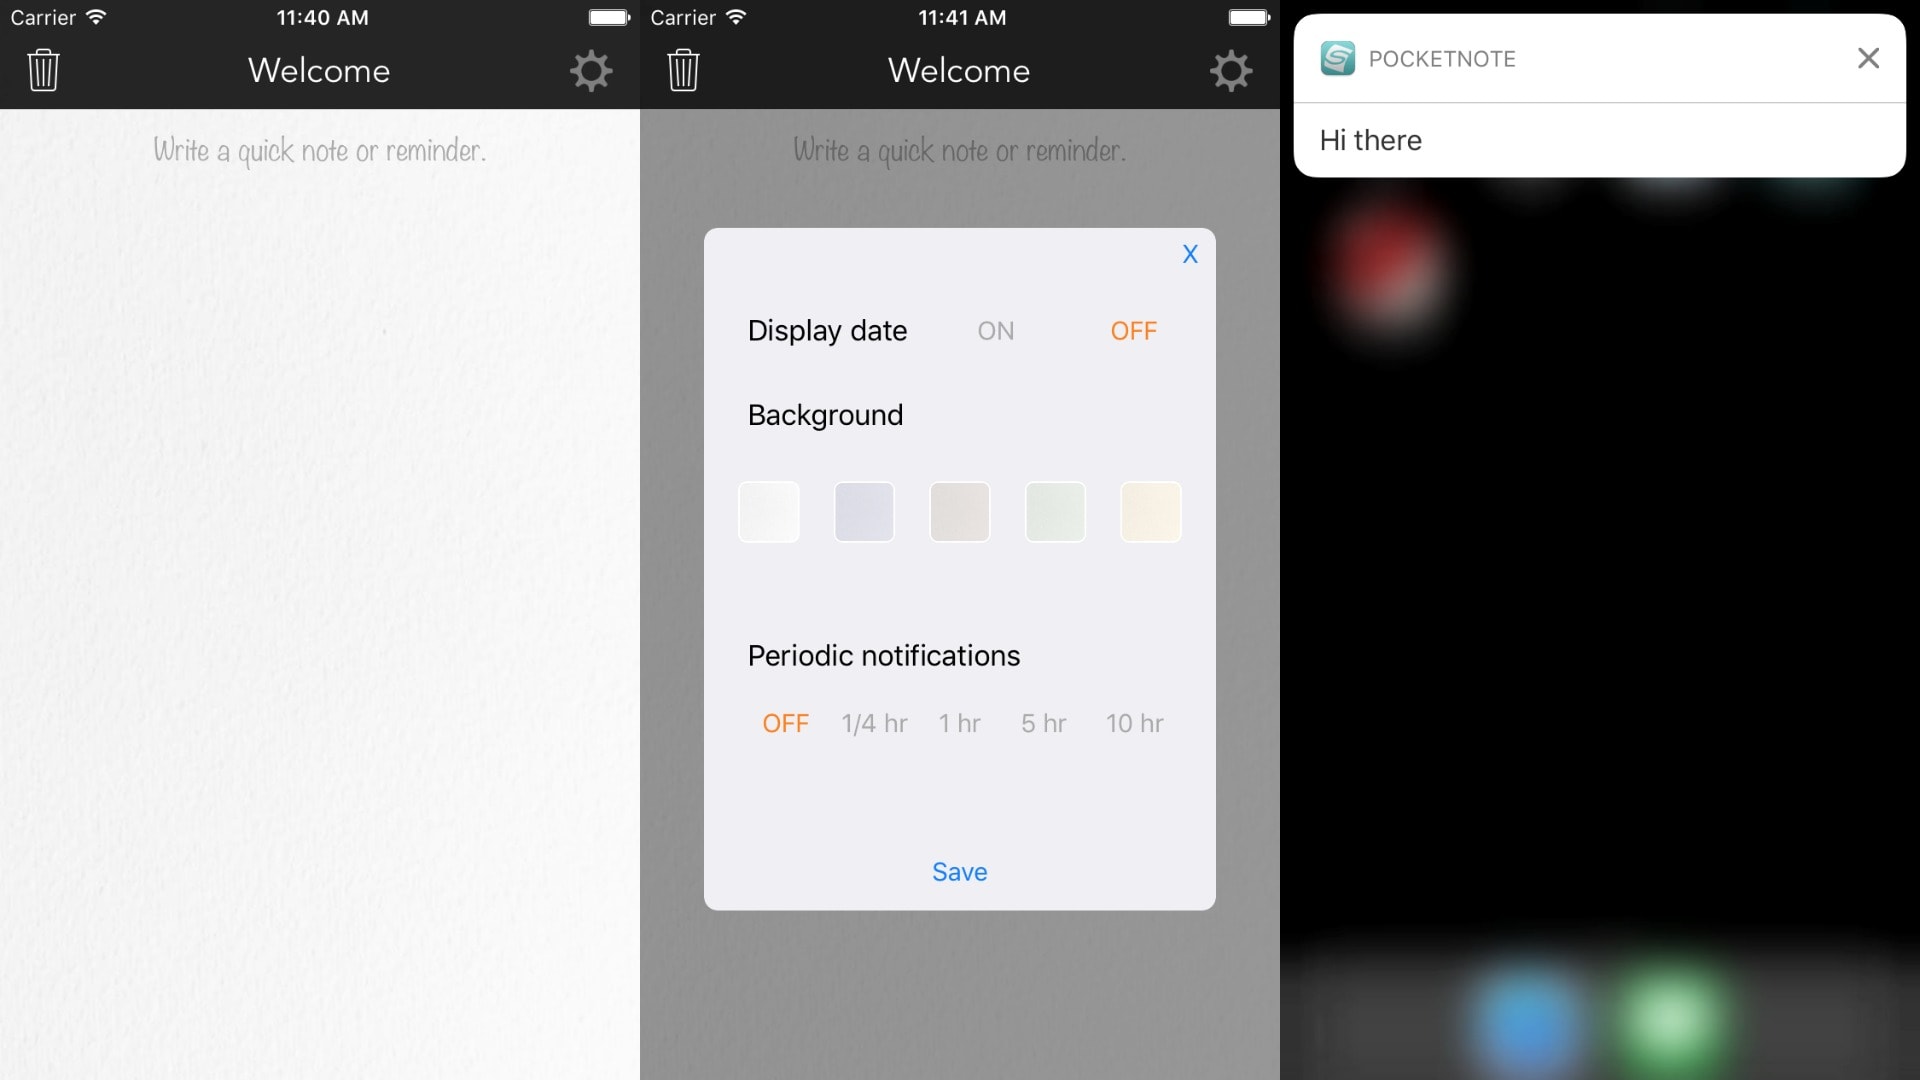 Carrier 11:40 AM
Welcome
Write a quick note or reminder.
Carrier 11:41 AM
Welcome
Write a quick note or reminder.
X
Display date ON OFF
Background
Periodic notifications
OFF 1/4 hr 1 hr 5 hr 10 hr
Save
POCKETNOTE
Hi there